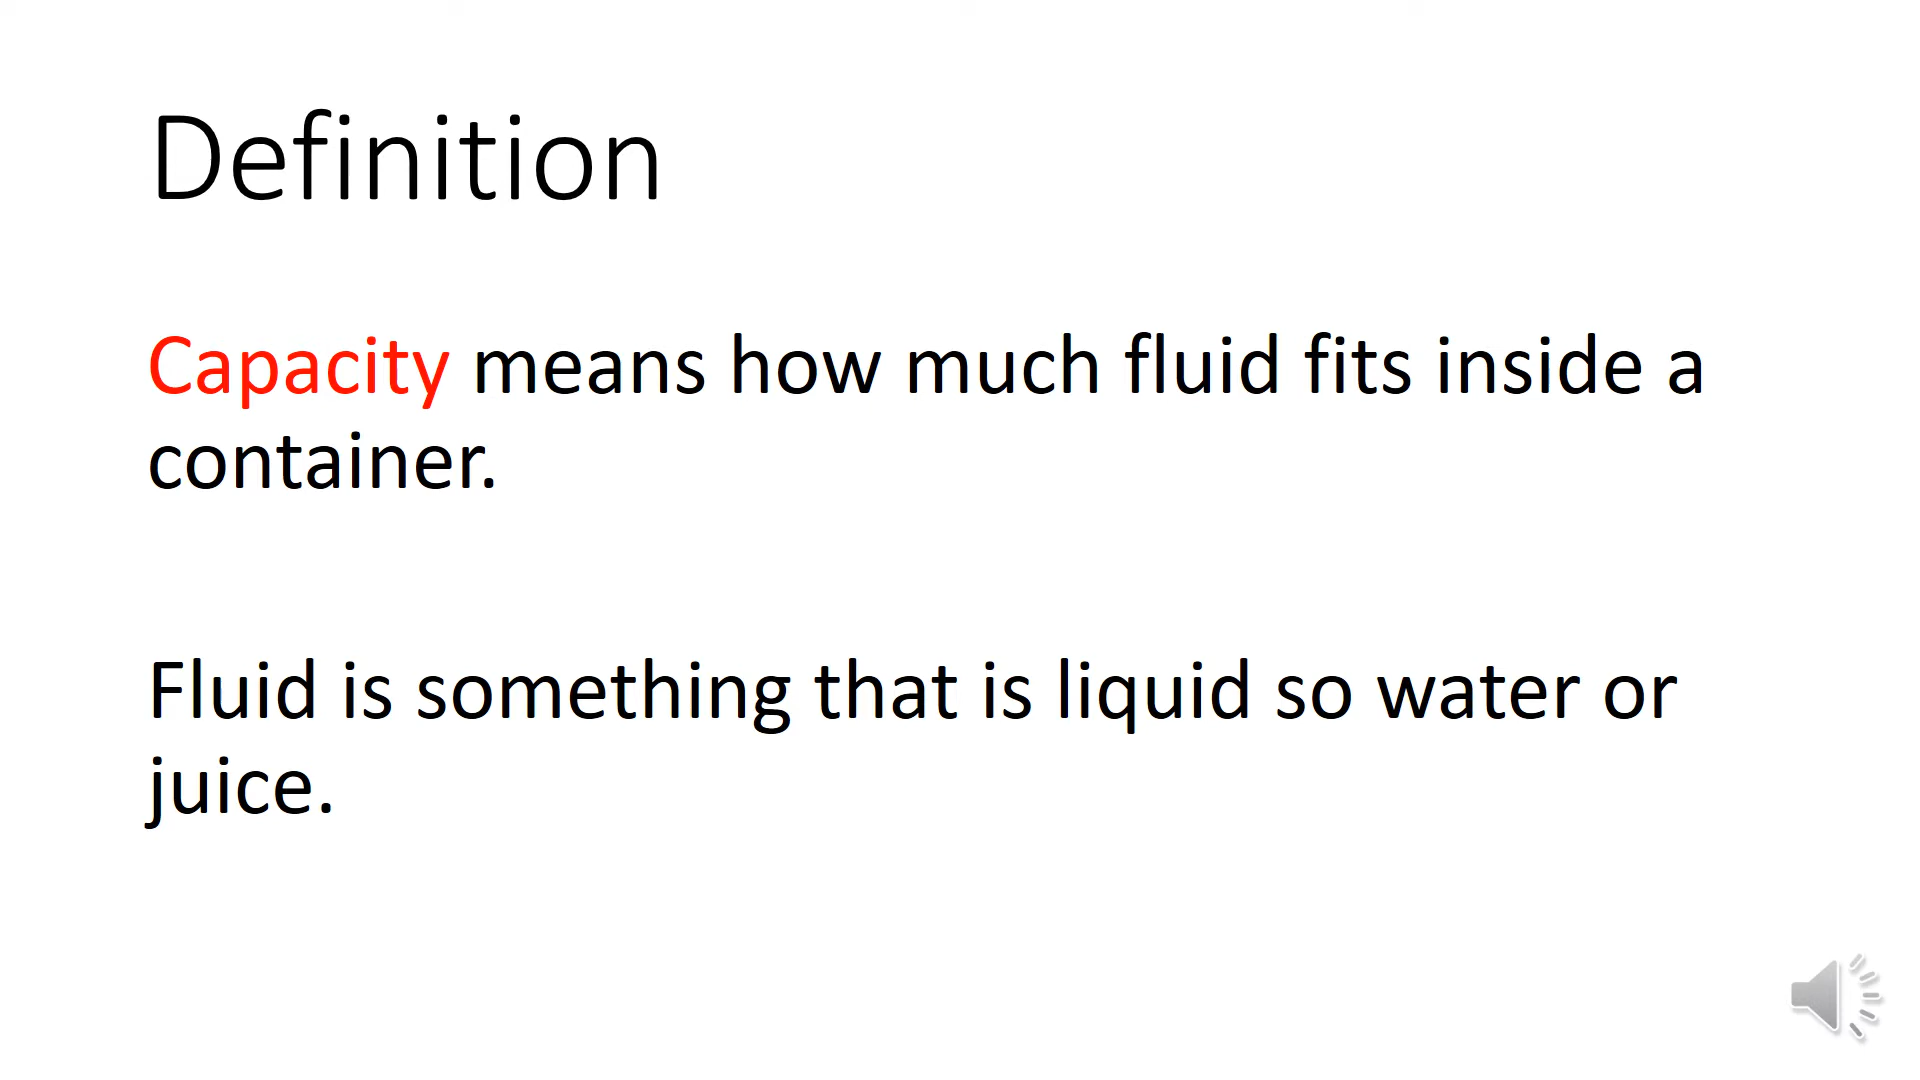 Definition
Capacity means how much fluid fits inside a
container.
Fluid is something that is liquid so water or
juice.